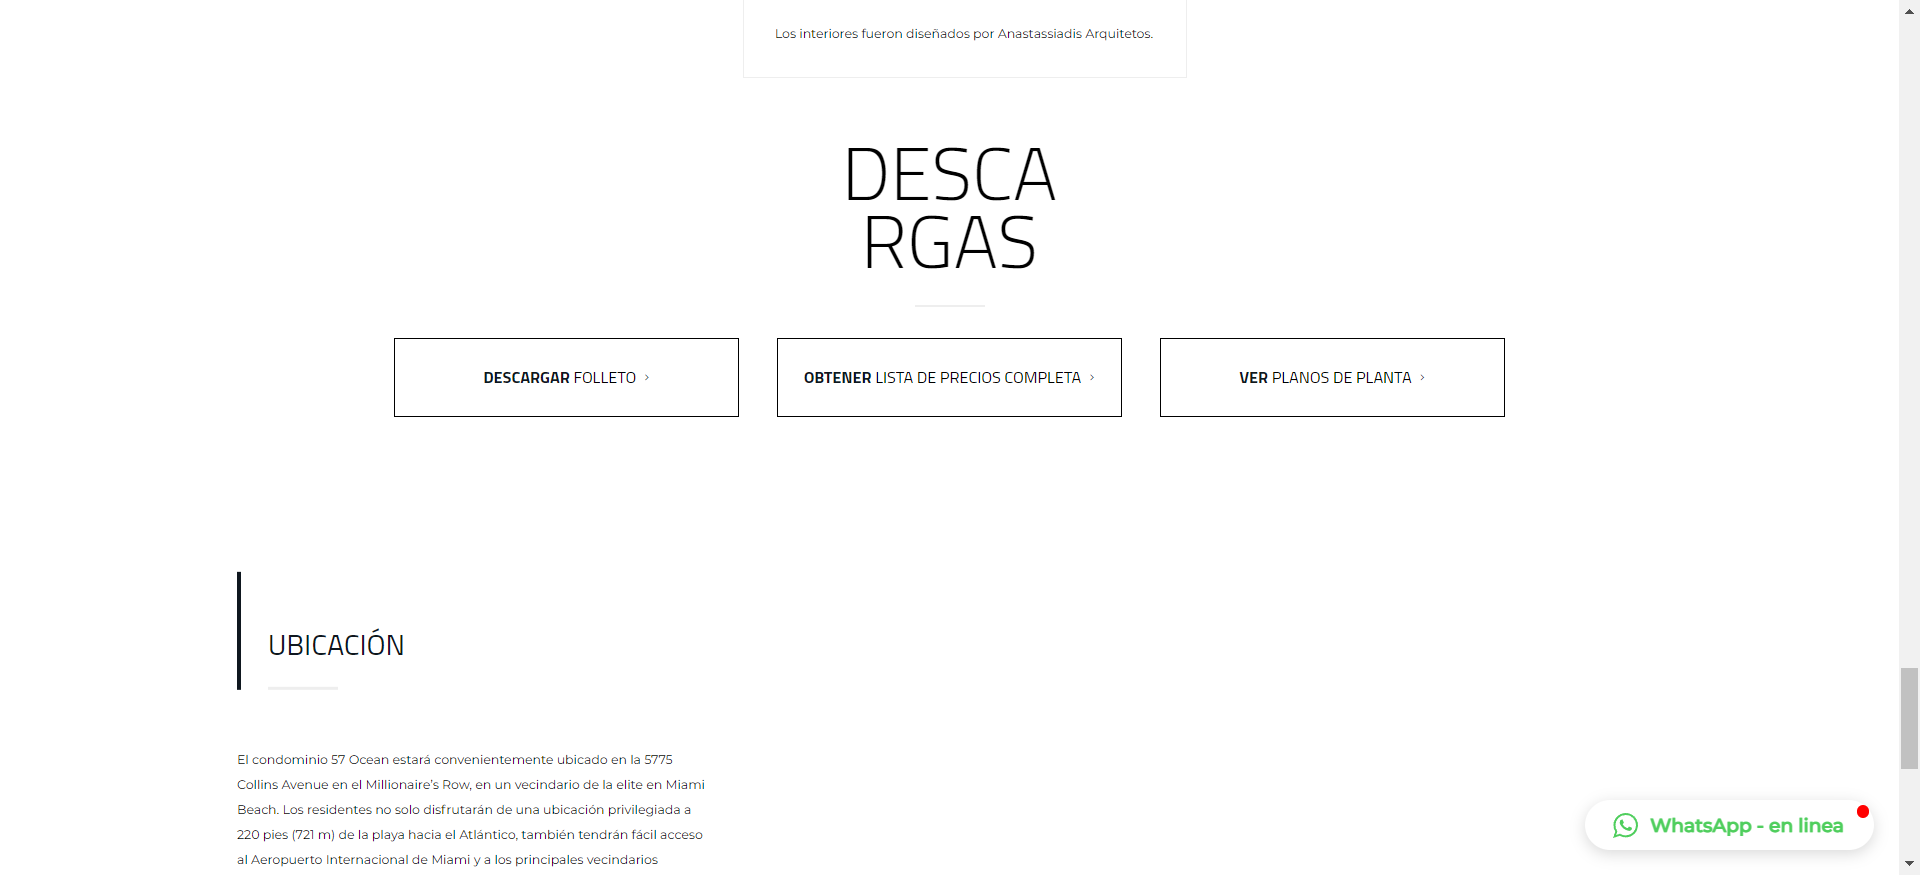 Los interiores fueron diseñados por Anastassiadis Arquitetos.
DESCA
RGAS
DESCARGAR FOLLETO ›
OBTENER LISTA DE PRECIOS COMPLETA ›
VER PLANOS DE PLANTA ›
UBICACIÓN
El condominio 57 Ocean estará convenientemente ubicado en la 5775
Collins Avenue en el Millionaire's Row, en un vecindario de la elite en Miami
Beach. Los residentes no solo disfrutarán de una ubicación privilegiada a
220 pies (721 m) de la playa hacia el Atlántico, también tendrán fácil acceso
al Aeropuerto Internacional de Miami y a los principales vecindarios
WhatsApp - en linea